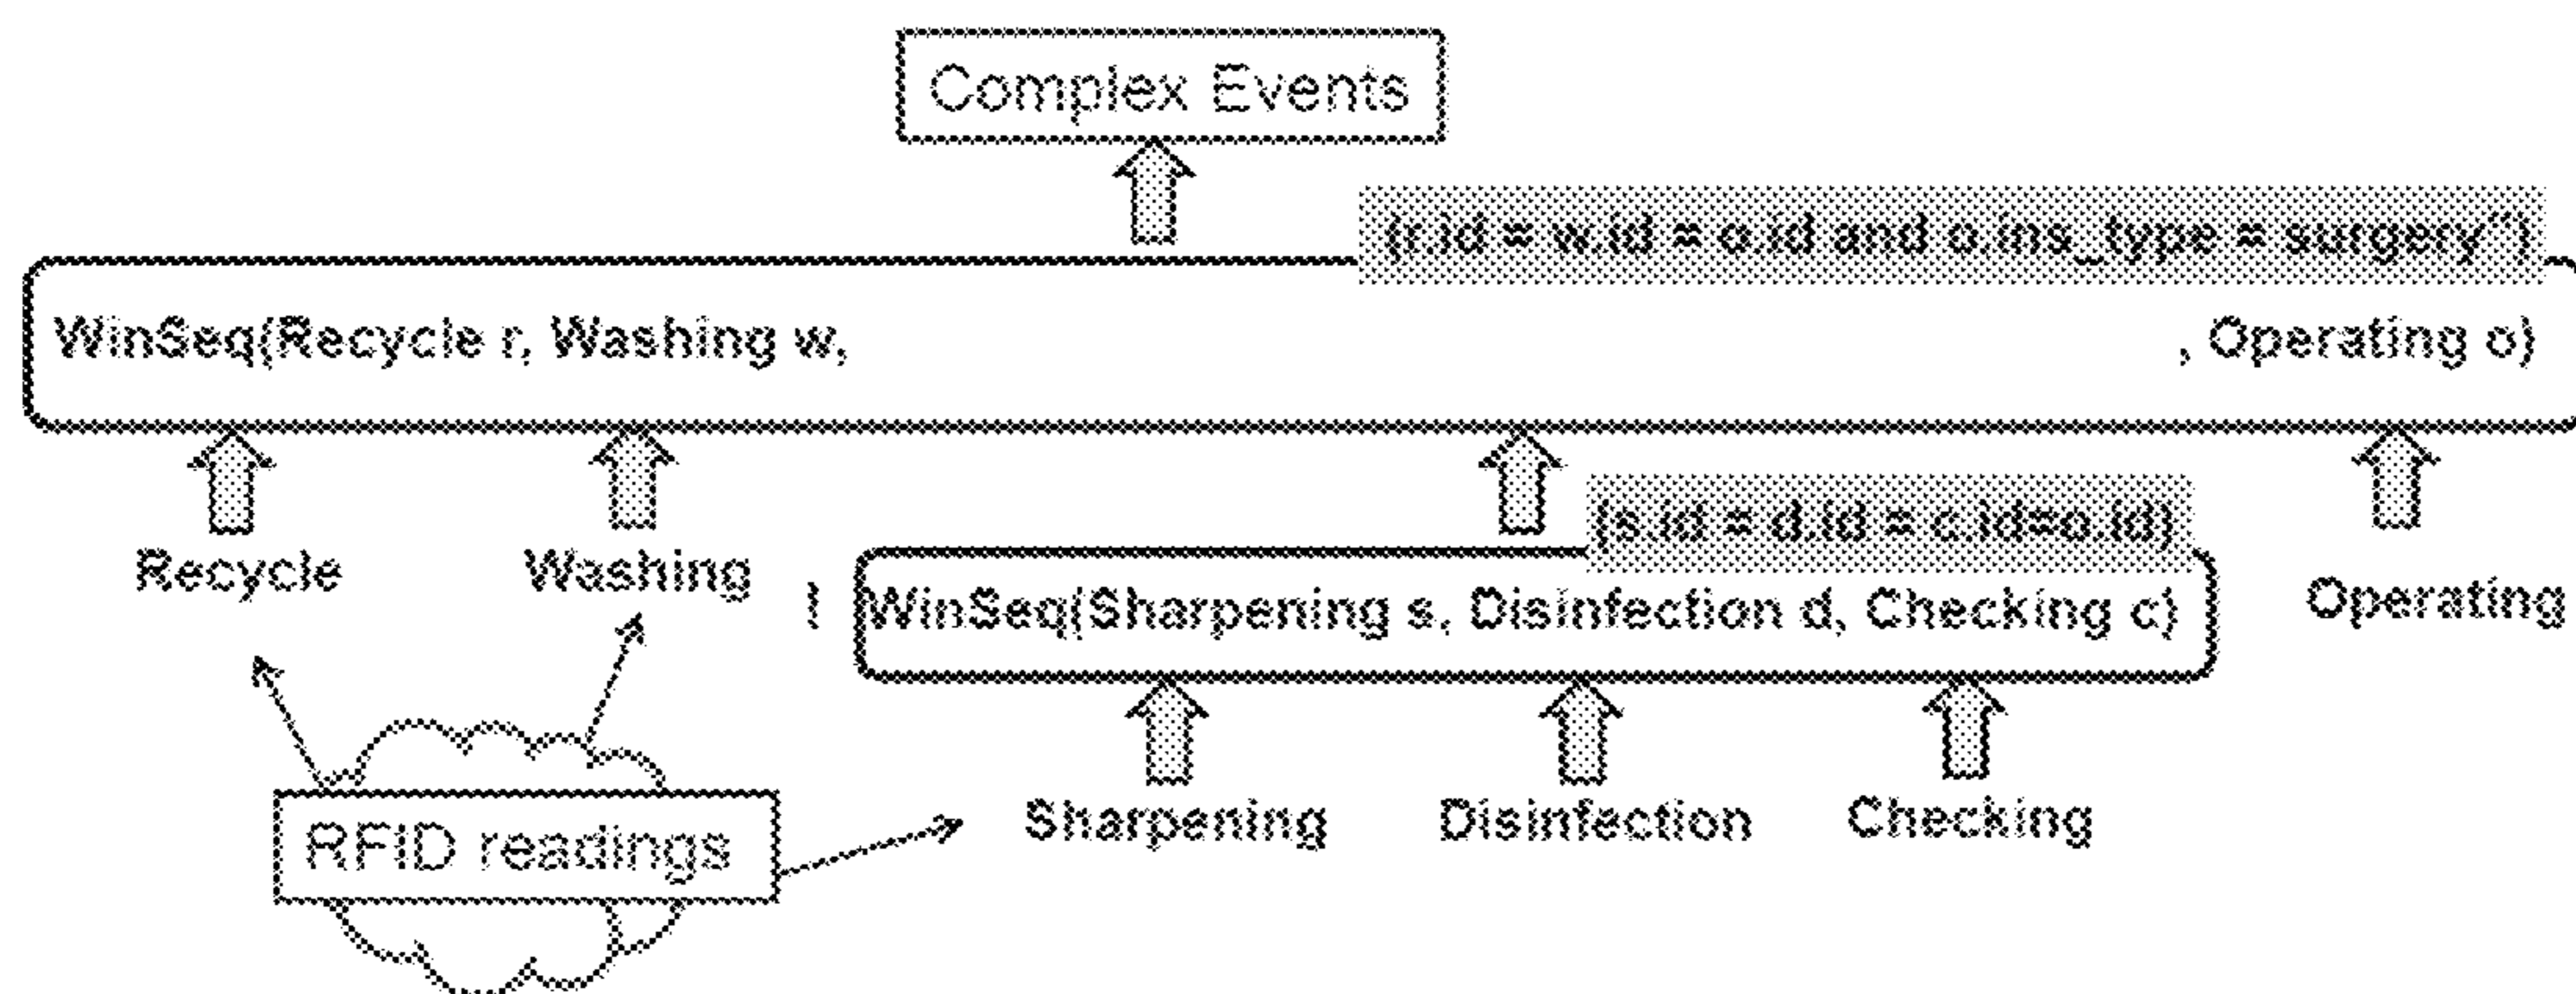 Complex Events
(r.id = w.id = o.id and o.ins_type = surgery")
WinSeq(Recycle r, Washing w,
, Operating o)
(s.id = d.id = c.id=o.id)
Recycle
Washing
! WinSeq(Sharpening s, Disinfection d, Checking c)
Operating
RFID readings
Sharpening
Disinfection
Checking